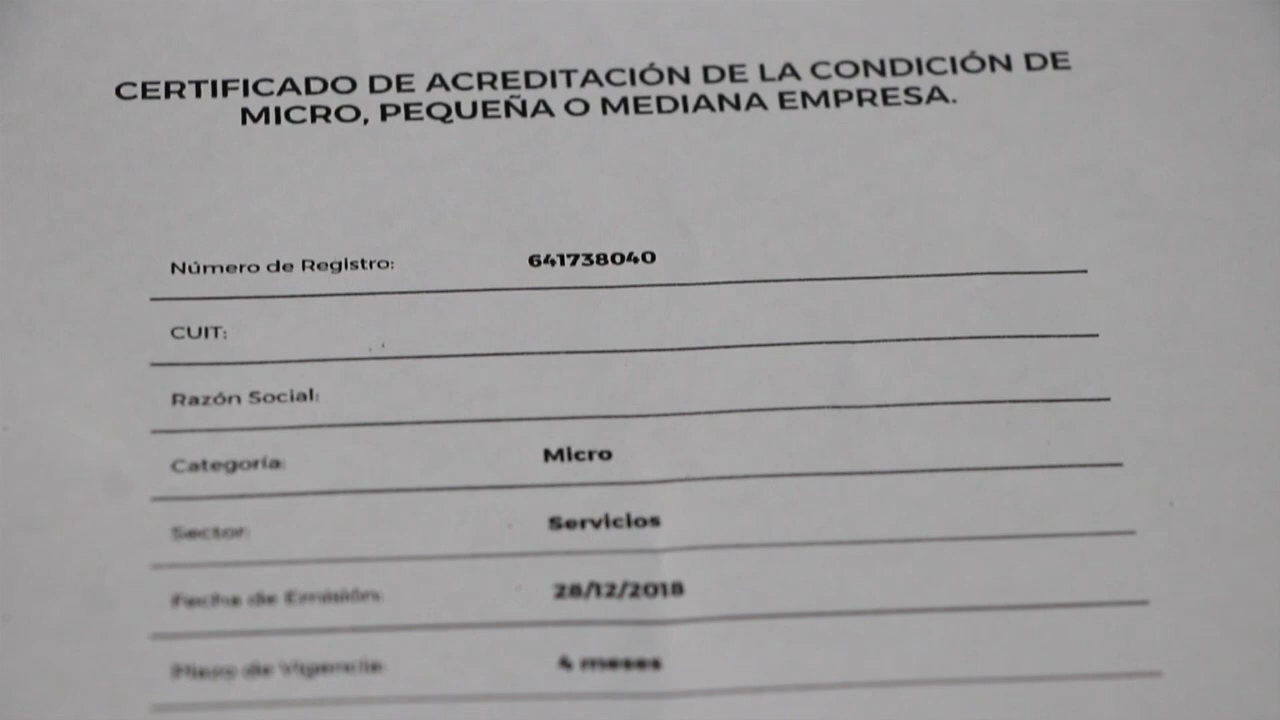 CERTIFICADO DE ACREDITACIÓN DE LA CONDICIÓN DE
MICRO, PEQUEÑA O MEDIANA EMPRESA.
Número de Registro: 641738040
CUIT:
Razón Social:
Categoría: Micro
Sector: Servicios
Fecha de Emisión: 28/12/2018
Plazo de Vigencia: 4 meses